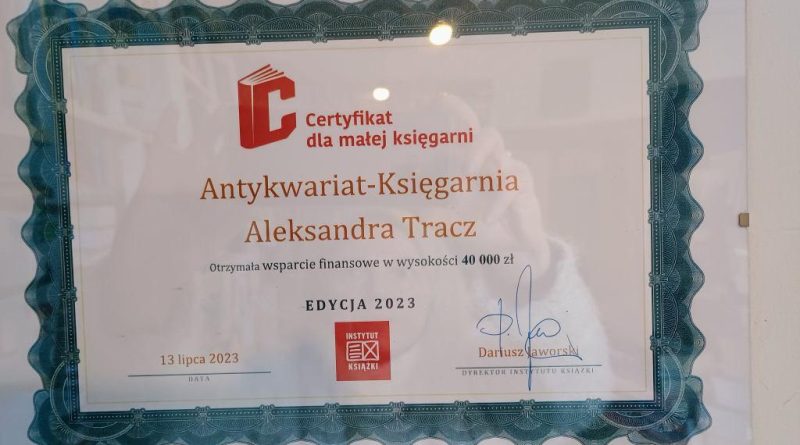 Certyfikat
dla małej księgarni
Antykwariat-Księgarnia
Aleksandra Tracz
Otrzymała wsparcie finansowe w wysokości 40 000 zł
EDYCJA 2023
INSTYTUT
KSIĄŻKI
13 lipca 2023
DATA
Dariusz Jaworski
DYREKTOR INSTYTUTU KSIĄŻKI